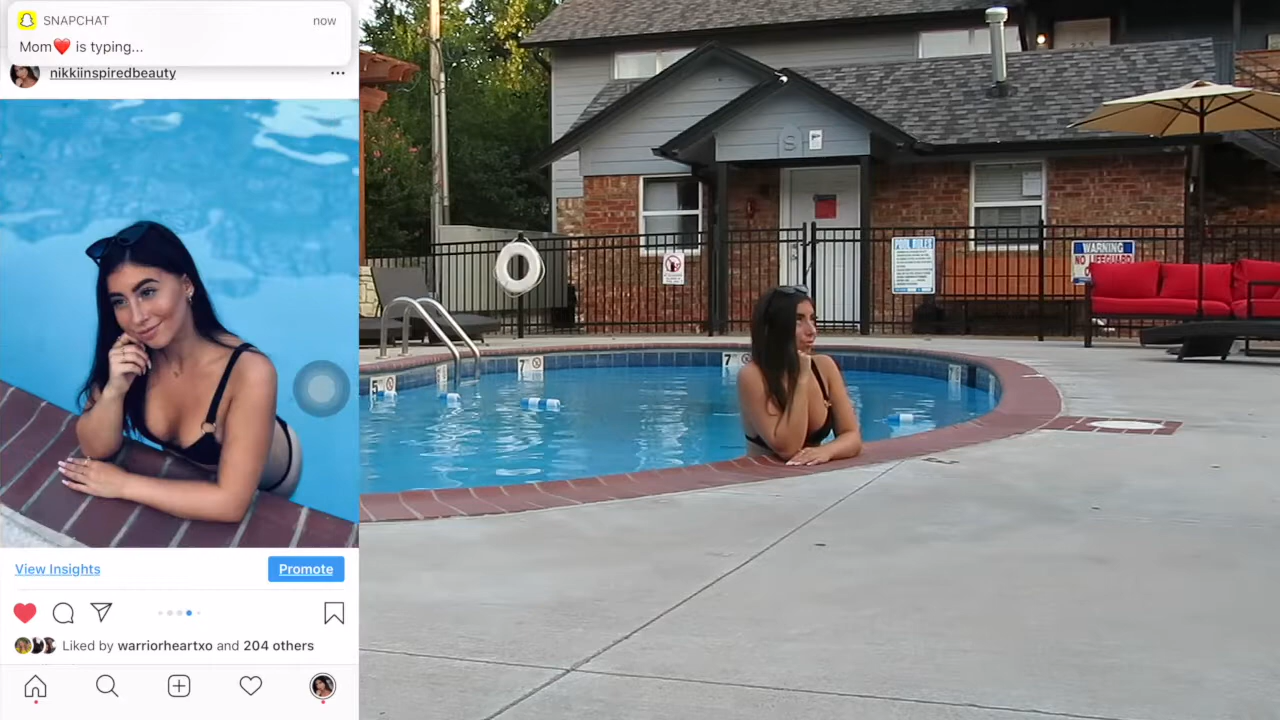 SNAPCHAT
now
Mom❤️ is typing...
nikkiinspiredbeauty
View Insights
Promote
Liked by warriorheartxo and 204 others
S
POOL RULES
WARNING
NO LIFEGUARD
5
7
7